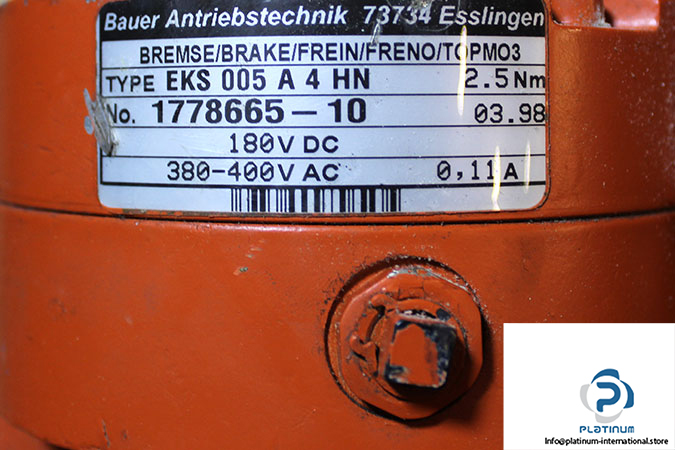 Bauer Antriebstechnik 73734 Esslingen
BREMSE/BRAKE/FREIN/FRENO/TOPMO3
TYPE EKS 005 A 4 HN 2.5 Nm
No. 1778665-10 03.98
180V DC
380-400V AC 0,11 A
PLATINUM
Info@platinum-international.store